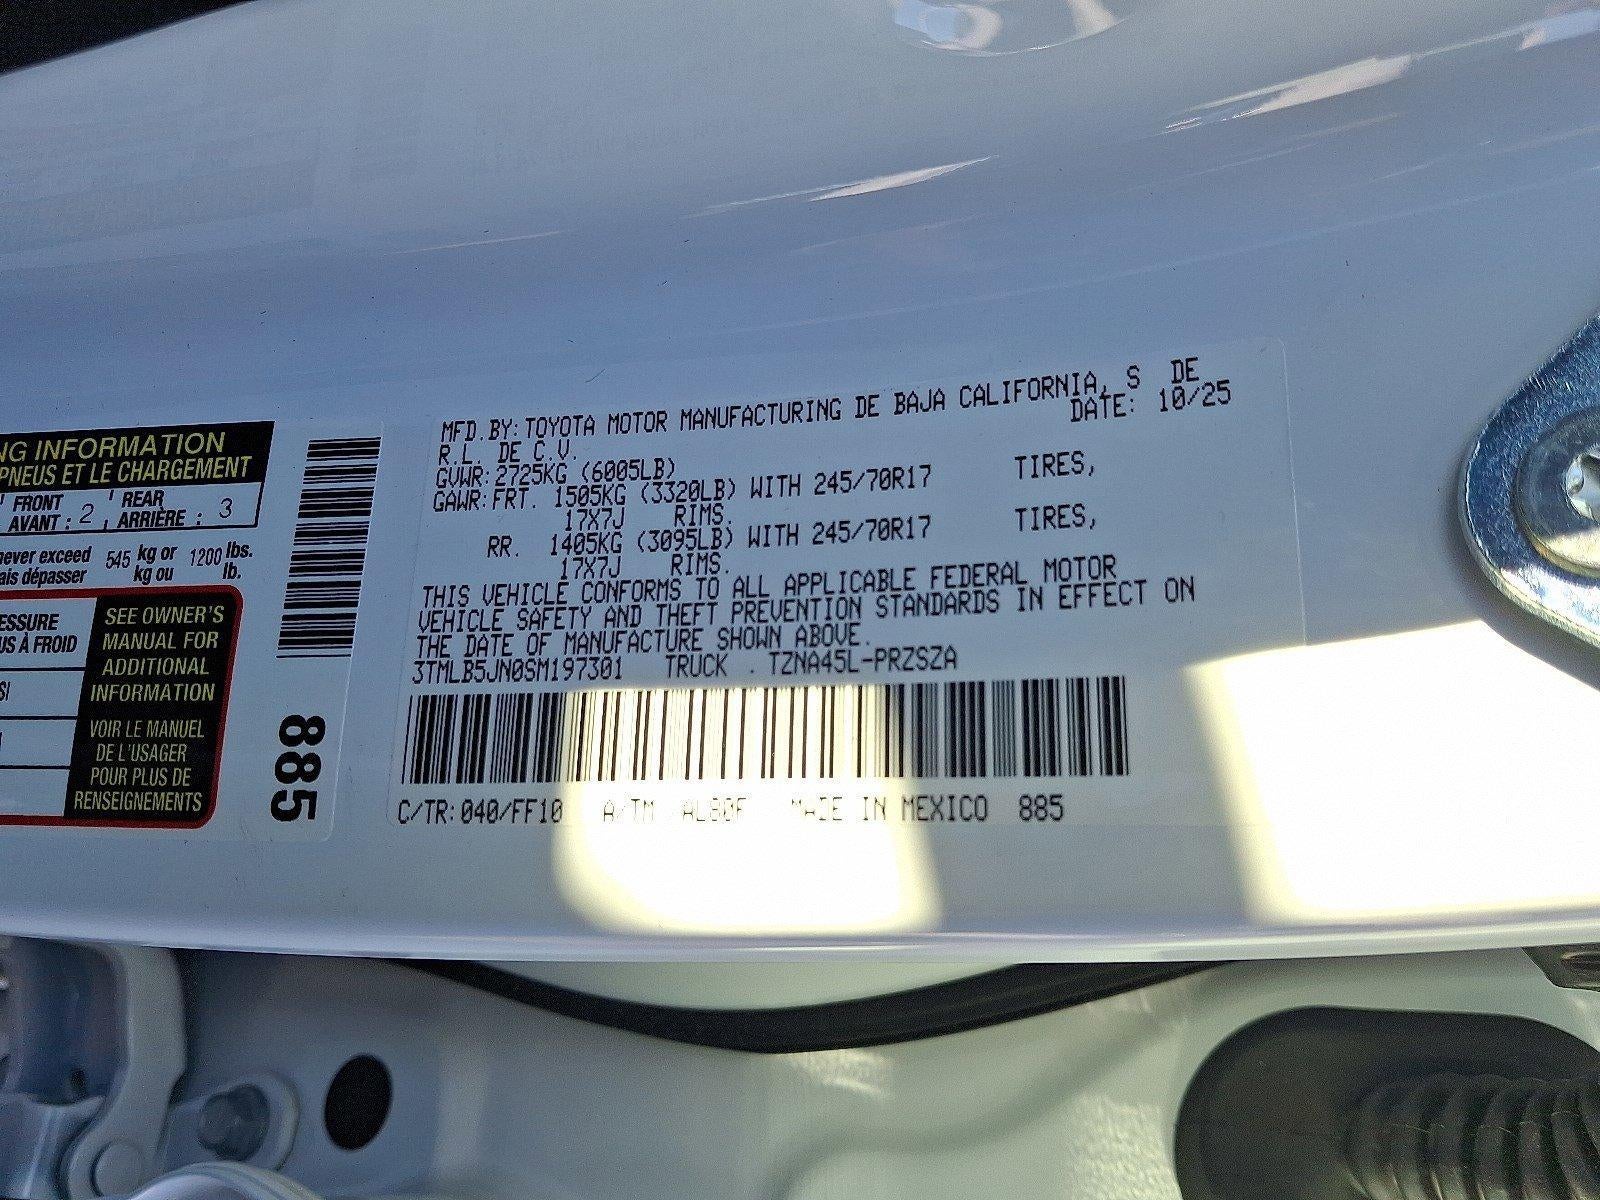 NG INFORMATION
PNEUS ET LE CHARGEMENT
FRONT
AVANT : 2
REAR
ARRIÈRE : 3
never exceed 545 kg or 1200 lbs.
ais dépasser kg ou lb.
ESSURE
US À FROID
SI
SEE OWNER'S
MANUAL FOR
ADDITIONAL
INFORMATION
VOIR LE MANUEL
DE L'USAGER
POUR PLUS DE
RENSEIGNEMENTS
885
MFD.BY: TOYOTA MOTOR MANUFACTURING DE BAJA CALIFORNIA, S DE
R.L. DE C.V. DATE: 10/25
GVWR: 2725KG (6005LB)
GAWR: FRT. 1505KG (3320LB) WITH 245/70R17 TIRES,
17X7J RIMS.
RR. 1405KG (3095LB) WITH 245/70R17 TIRES,
17X7J RIMS.
THIS VEHICLE CONFORMS TO ALL APPLICABLE FEDERAL MOTOR
VEHICLE SAFETY AND THEFT PREVENTION STANDARDS IN EFFECT ON
THE DATE OF MANUFACTURE SHOWN ABOVE.
3TMLB5JN0SM197301 TRUCK . TZNA45L-PRZSZA
C/TR: 040/FF10 A/TM AL80F MADE IN MEXICO 885